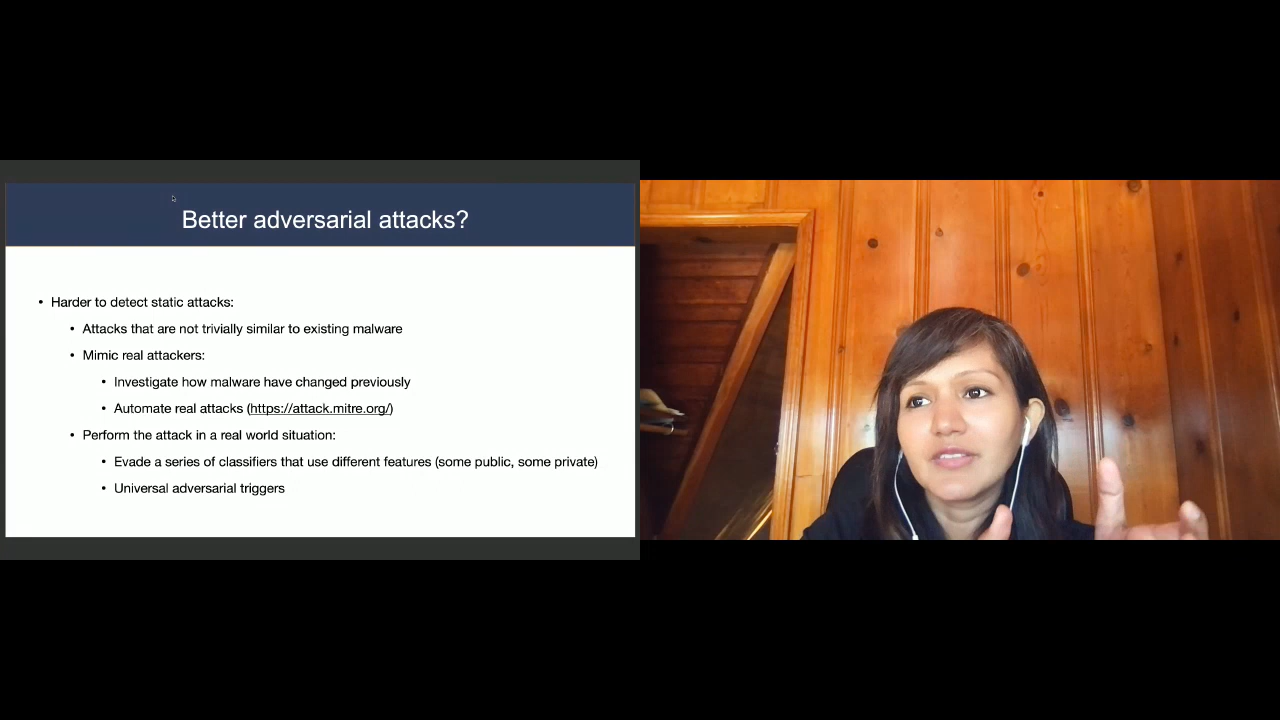 Better adversarial attacks?
• Harder to detect static attacks:
• Attacks that are not trivially similar to existing malware
• Mimic real attackers:
• Investigate how malware have changed previously
• Automate real attacks (https://attack.mitre.org/)
• Perform the attack in a real world situation:
• Evade a series of classifiers that use different features (some public, some private)
• Universal adversarial triggers